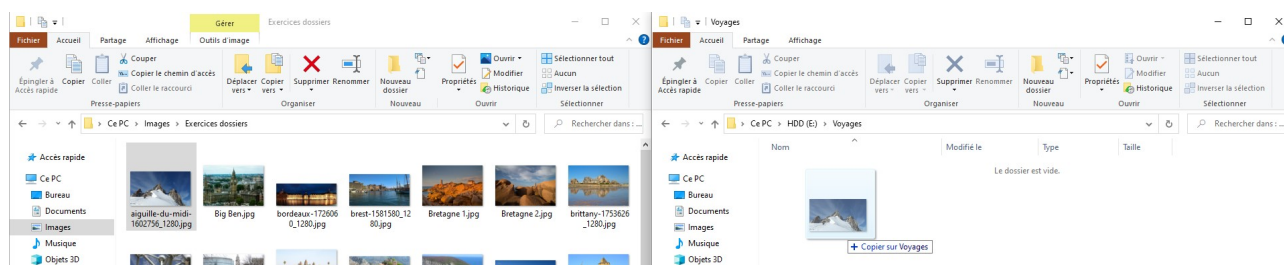 Gérer
Exercices dossiers
Fichier Accueil Partage Affichage Outils d'image
Épingler à Accès rapide
Copier
Coller
Couper
Copier le chemin d'accès
Coller le raccourci
Déplacer vers
Copier vers
Supprimer
Renommer
Nouveau dossier
Propriétés
Ouvrir
Modifier
Historique
Sélectionner tout
Aucun
Inverser la sélection
Presse-papiers Organiser Nouveau Ouvrir Sélectionner
Ce PC > Images > Exercices dossiers
Rechercher dans : ...
Accès rapide
Ce PC
Bureau
Documents
Images
Musique
Objets 3D
aiguille-du-midi-
1602756_1280.jpg
Big Ben.jpg
bordeaux-172606
0_1280.jpg
brest-1581580_12
80.jpg
Bretagne 1.jpg
Bretagne 2.jpg
brittany-1753626
_1280.jpg
Voyages
Fichier Accueil Partage Affichage
Épingler à Accès rapide
Copier
Coller
Couper
Copier le chemin d'accès
Coller le raccourci
Déplacer vers
Copier vers
Supprimer
Renommer
Nouveau dossier
Propriétés
Ouvrir
Modifier
Historique
Sélectionner tout
Aucun
Inverser la sélection
Presse-papiers Organiser Nouveau Ouvrir Sélectionner
Ce PC > HDD (E:) > Voyages
Rechercher dans : ...
Nom Modifié le Type Taille
Le dossier est vide.
Accès rapide
Ce PC
Bureau
Documents
Images
Musique
Objets 3D
+ Copier sur Voyages